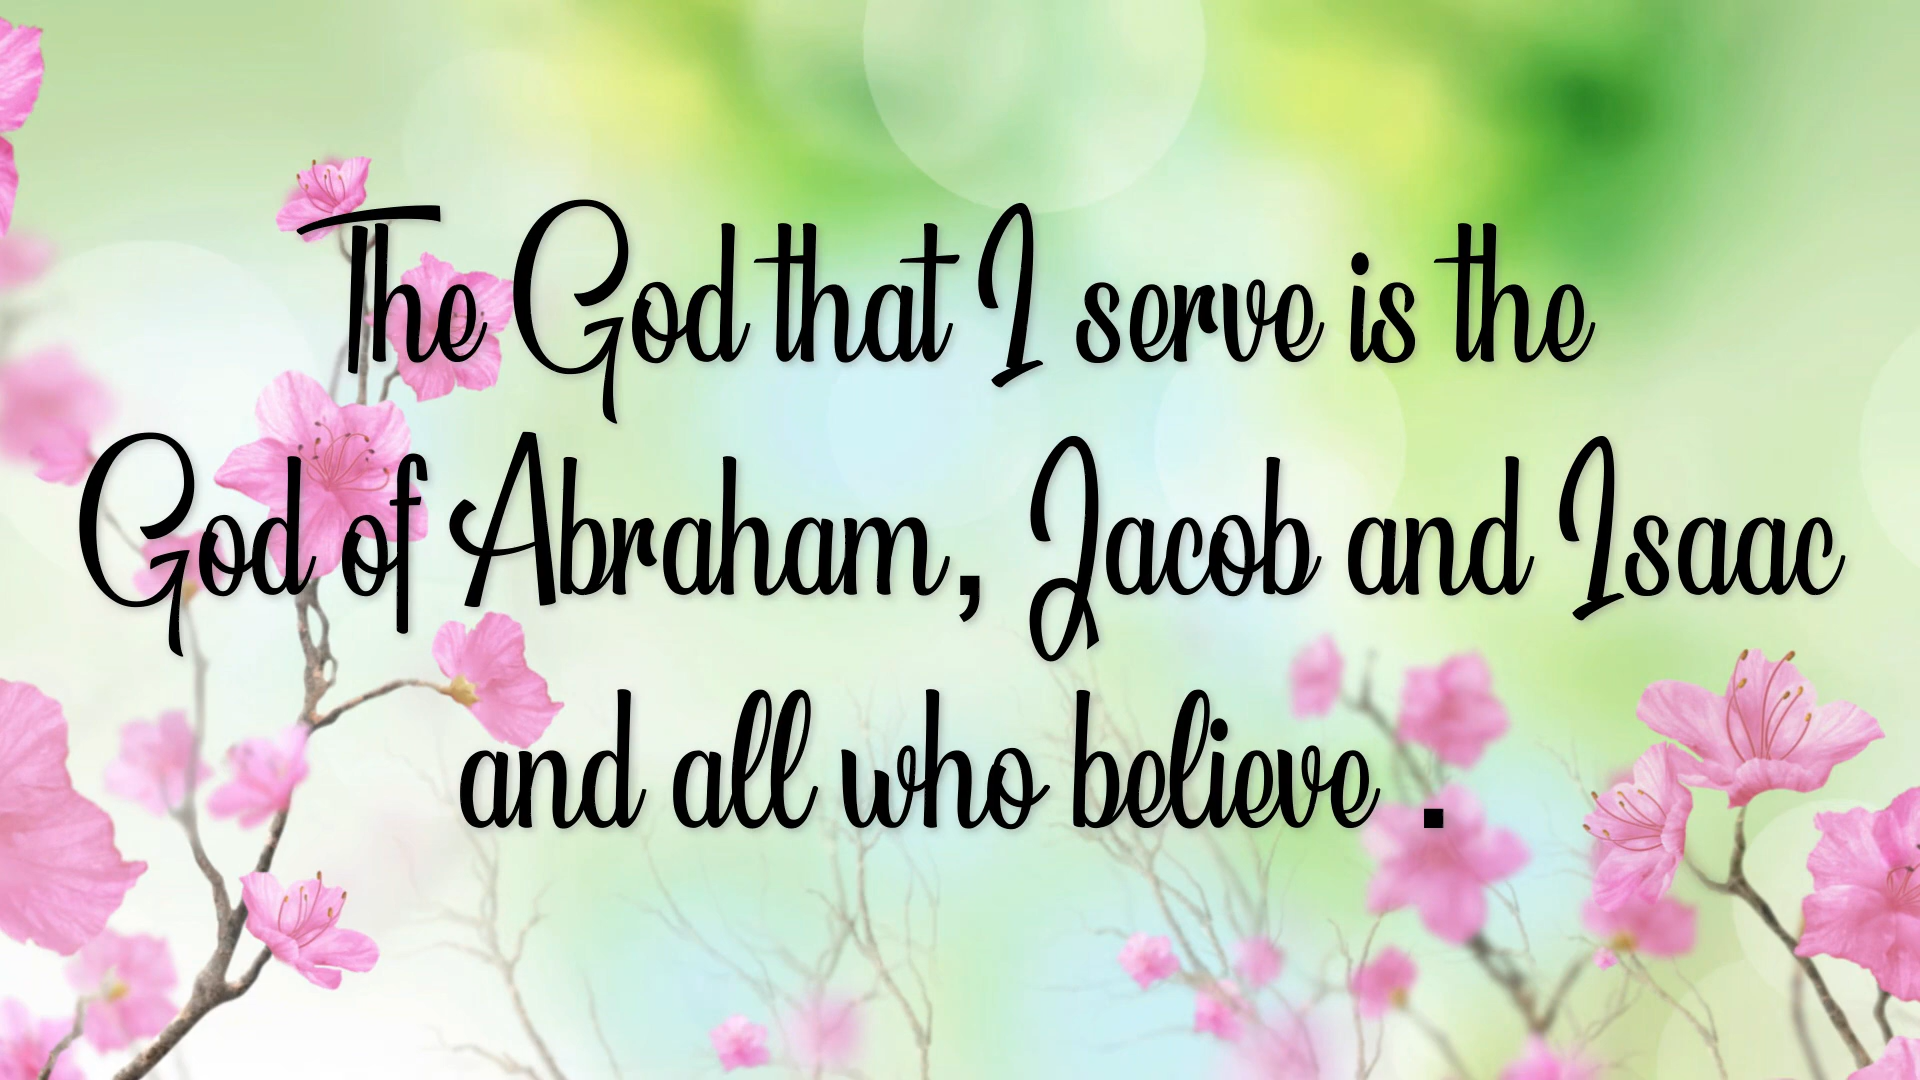 The God that I serve is the
God of Abraham, Jacob and Isaac
and all who believe .